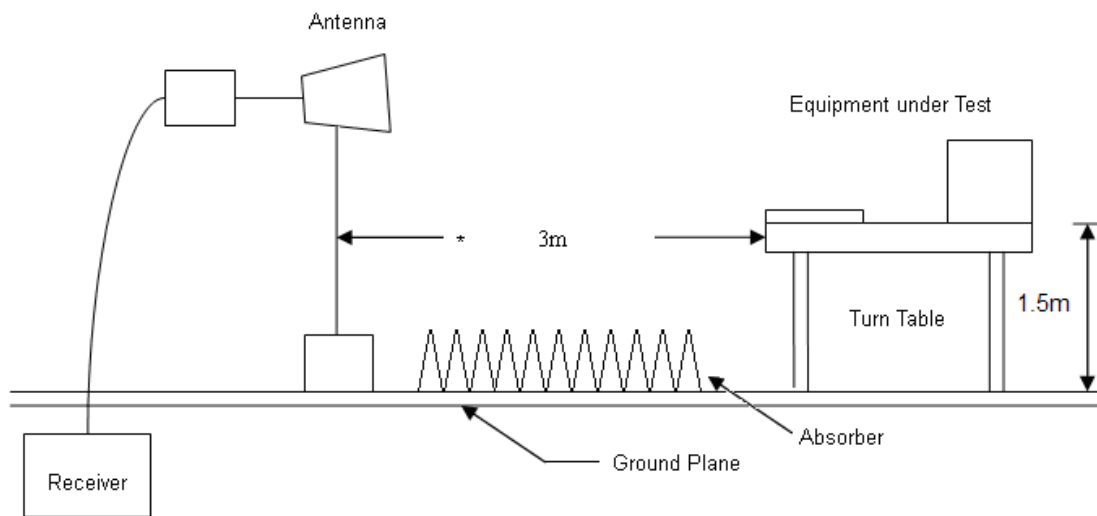 Antenna
Equipment under Test
* 3m
1.5m
Turn Table
Absorber
Ground Plane
Receiver